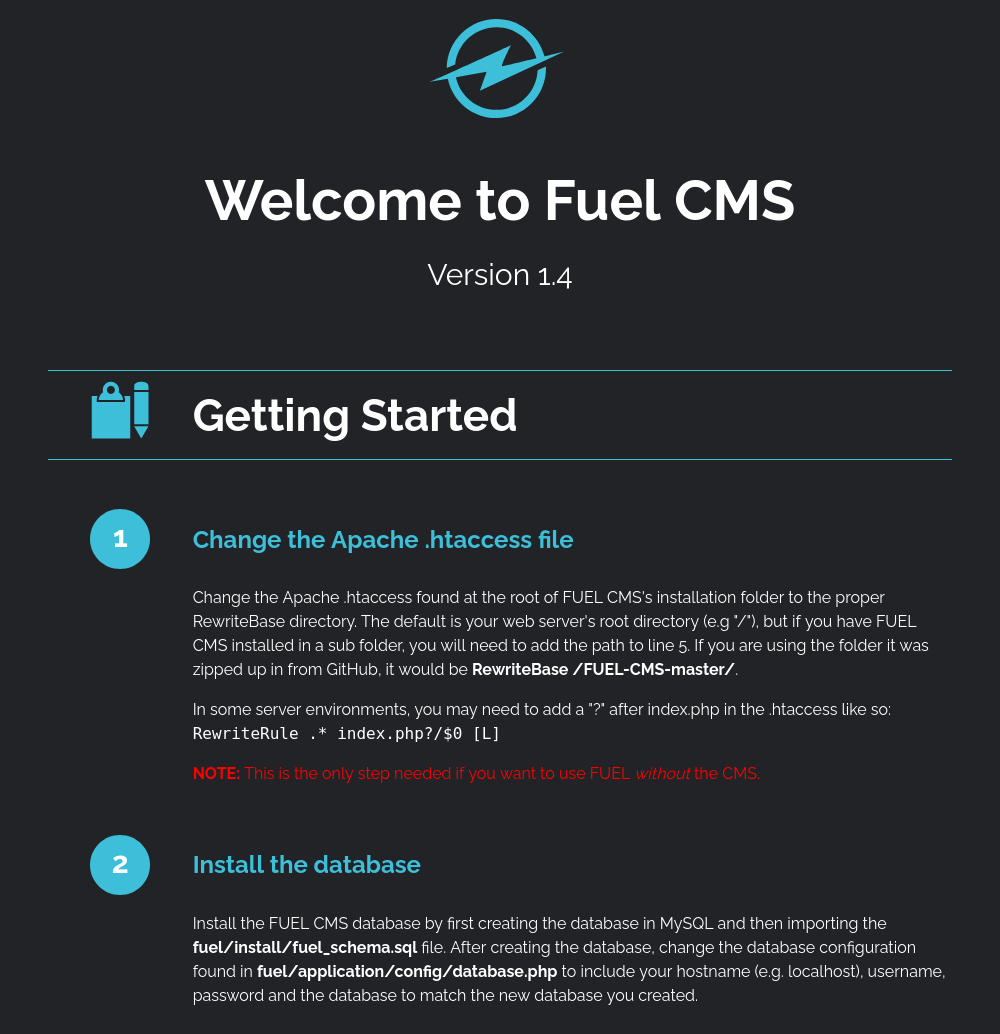 Welcome to Fuel CMS
Version 1.4
Getting Started
1
Change the Apache .htaccess file
Change the Apache .htaccess found at the root of FUEL CMS's installation folder to the proper
RewriteBase directory. The default is your web server's root directory (e.g "/"), but if you have FUEL
CMS installed in a sub folder, you will need to add the path to line 5. If you are using the folder it was
zipped up in from GitHub, it would be RewriteBase /FUEL-CMS-master/.
In some server environments, you may need to add a "?" after index.php in the .htaccess like so:
RewriteRule .* index.php?/$0 [L]
NOTE: This is the only step needed if you want to use FUEL without the CMS.
2
Install the database
Install the FUEL CMS database by first creating the database in MySQL and then importing the
fuel/install/fuel_schema.sql file. After creating the database, change the database configuration
found in fuel/application/config/database.php to include your hostname (e.g. localhost), username,
password and the database to match the new database you created.